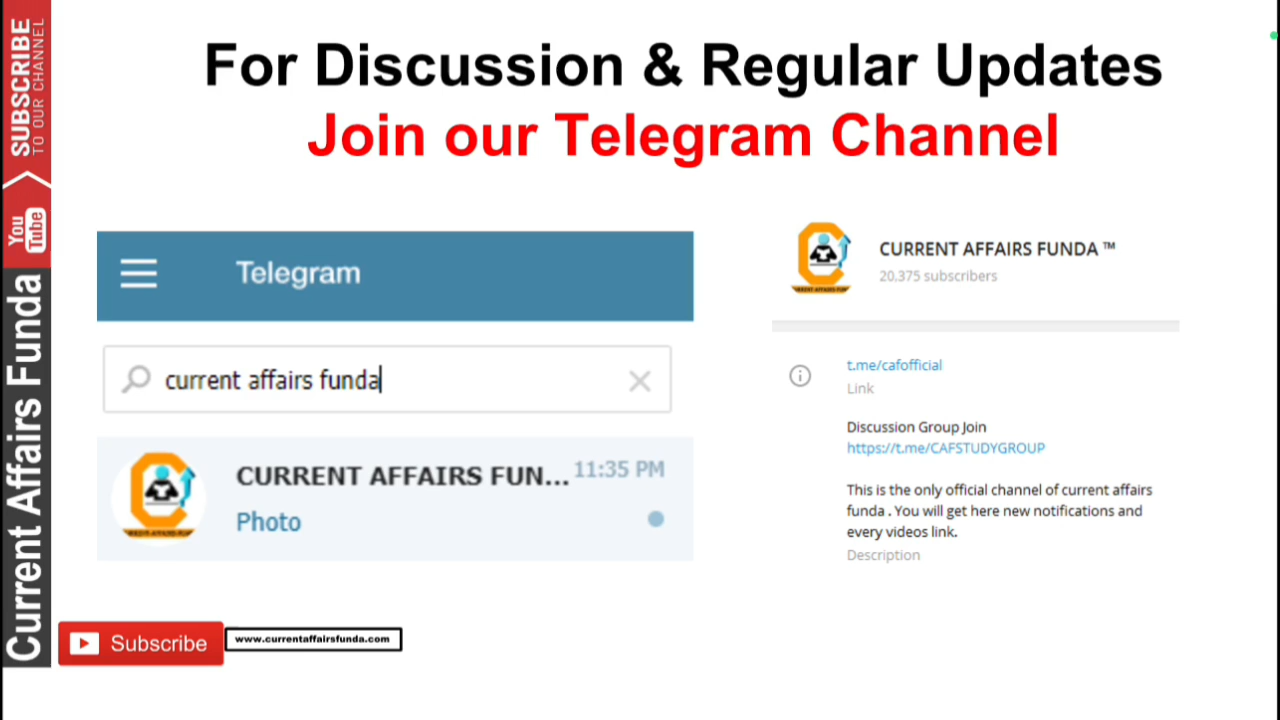 For Discussion & Regular Updates
Join our Telegram Channel
SUBSCRIBE
TO OUR CHANNEL
You
Tube
Current Affairs Funda
Telegram
current affairs funda
CURRENT AFFAIRS FUN...
11:35 PM
Photo
CURRENT AFFAIRS FUNDA ™
20,375 subscribers
t.me/cafofficial
Link
Discussion Group Join
https://t.me/CAFSTUDYGROUP
This is the only official channel of current affairs
funda . You will get here new notifications and
every videos link.
Description
Subscribe
www.currentaffairsfunda.com